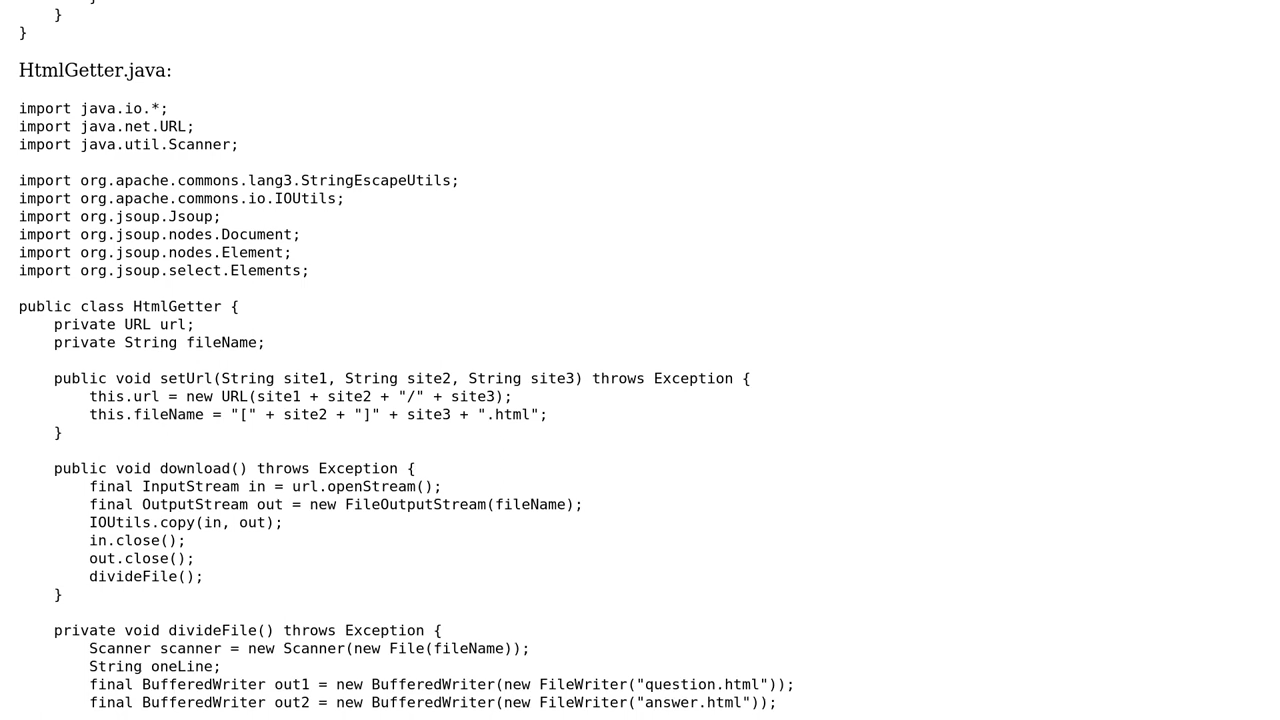 }
}
HtmlGetter.java:
import java.io.*;
import java.net.URL;
import java.util.Scanner;
import org.apache.commons.lang3.StringEscapeUtils;
import org.apache.commons.io.IOUtils;
import org.jsoup.Jsoup;
import org.jsoup.nodes.Document;
import org.jsoup.nodes.Element;
import org.jsoup.select.Elements;
public class HtmlGetter {
    private URL url;
    private String fileName;
    public void setUrl(String site1, String site2, String site3) throws Exception {
        this.url = new URL(site1 + site2 + "/" + site3);
        this.fileName = "[" + site2 + "]" + site3 + ".html";
    }
    public void download() throws Exception {
        final InputStream in = url.openStream();
        final OutputStream out = new FileOutputStream(fileName);
        IOUtils.copy(in, out);
        in.close();
        out.close();
        divideFile();
    }
    private void divideFile() throws Exception {
        Scanner scanner = new Scanner(new File(fileName));
        String oneLine;
        final BufferedWriter out1 = new BufferedWriter(new FileWriter("question.html"));
        final BufferedWriter out2 = new BufferedWriter(new FileWriter("answer.html"));